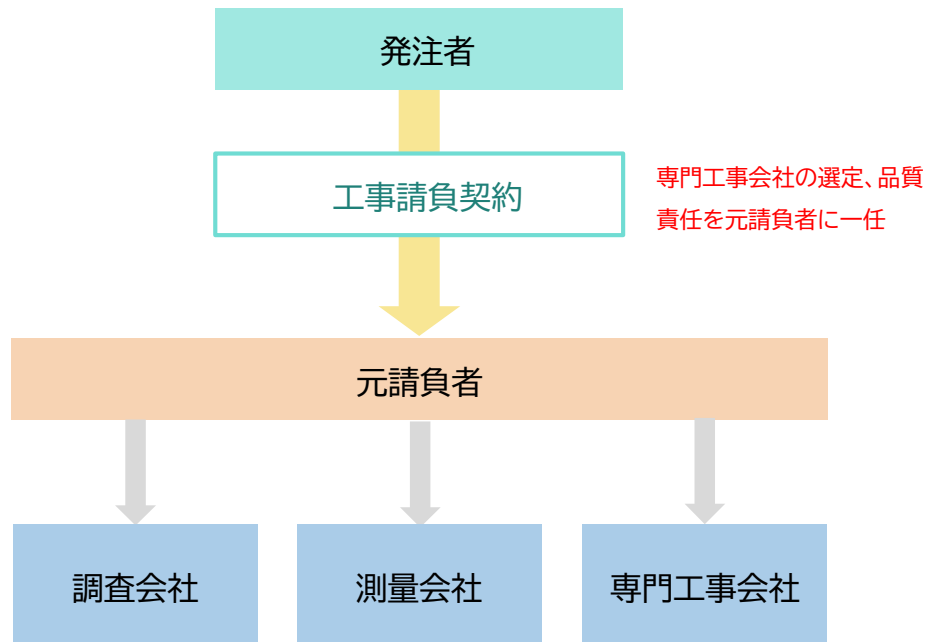 発注者
工事請負契約
専門工事会社の選定、品質
責任を元請負者に一任
元請負者
調査会社
測量会社
専門工事会社